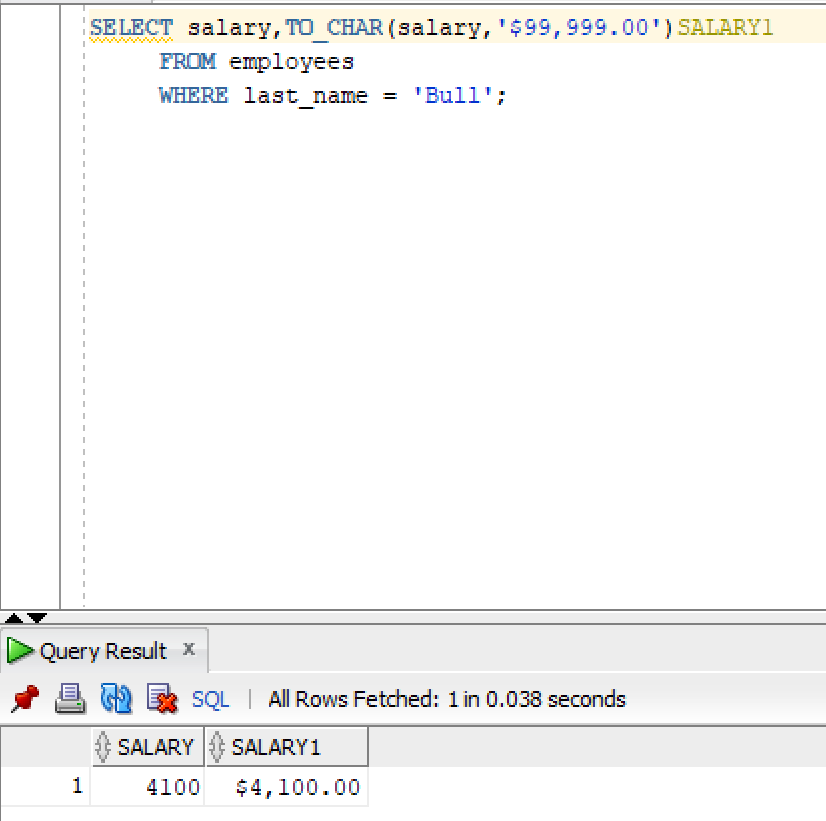 SELECT salary,TO_CHAR(salary,'$99,999.00')SALARY1
FROM employees
WHERE last_name = 'Bull';
Query Result x
SQL | All Rows Fetched: 1 in 0.038 seconds
SALARY SALARY1
1 4100 $4,100.00